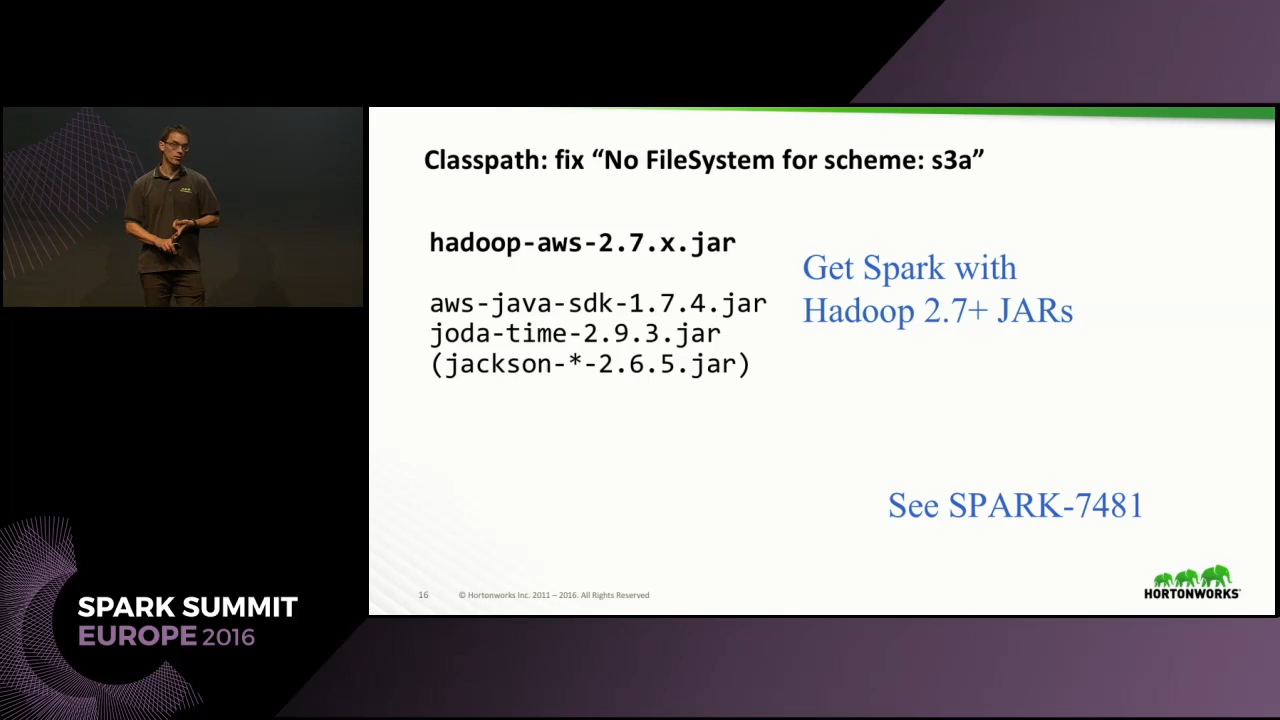 Classpath: fix “No FileSystem for scheme: s3a”
hadoop-aws-2.7.x.jar
aws-java-sdk-1.7.4.jar
joda-time-2.9.3.jar
(jackson-*-2.6.5.jar)
Get Spark with
Hadoop 2.7+ JARs
See SPARK-7481
16 © Hortonworks Inc. 2011 – 2016. All Rights Reserved
HORTONWORKS
SPARK SUMMIT
EUROPE 2016